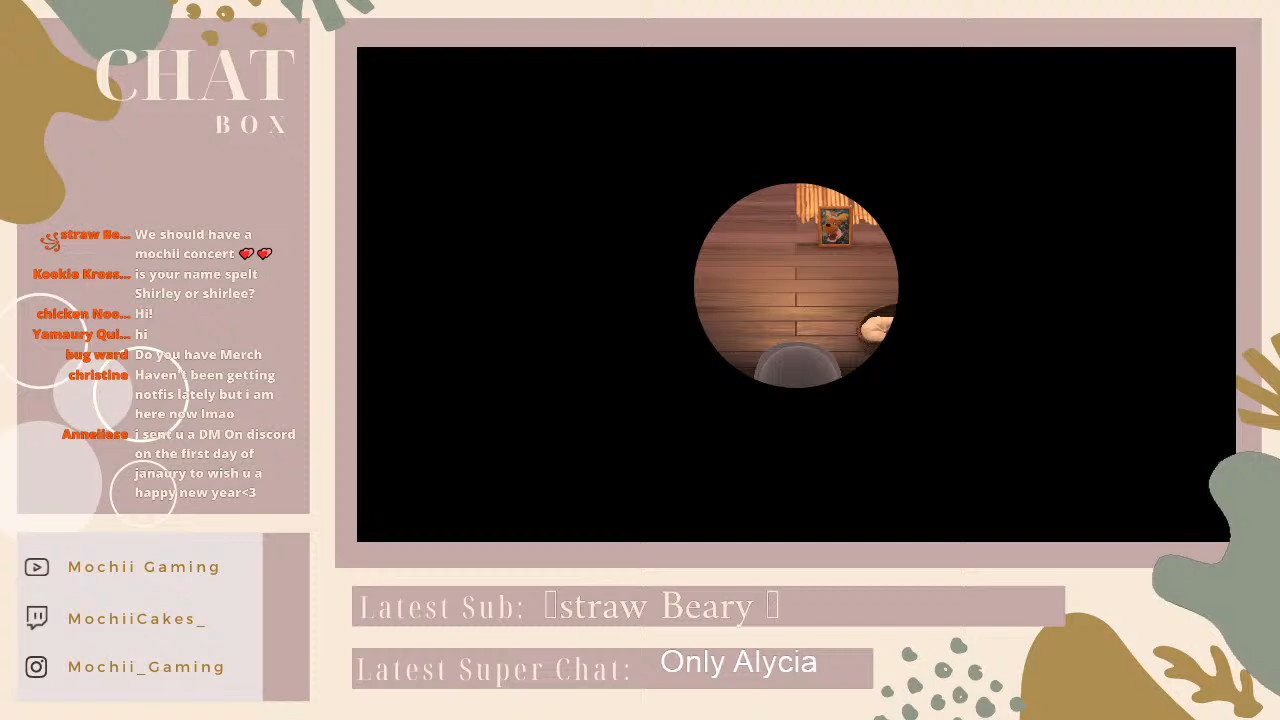 CHAT
BOX
straw Be... We should have a
mochii concert
Kookie Kross... is your name spelt
Shirley or shirlee?
chicken Noo... Hi!
Yamaury Qui... hi
bug ward Do you have Merch
christine Haven't been getting
notfis lately but i am
here now lmao
Anneliese i sent u a DM On discord
on the first day of
janaury to wish u a
happy new year<3
Mochii Gaming
MochiiCakes_
Mochii_Gaming
Latest Sub: straw Beary
Latest Super Chat: Only Alycia